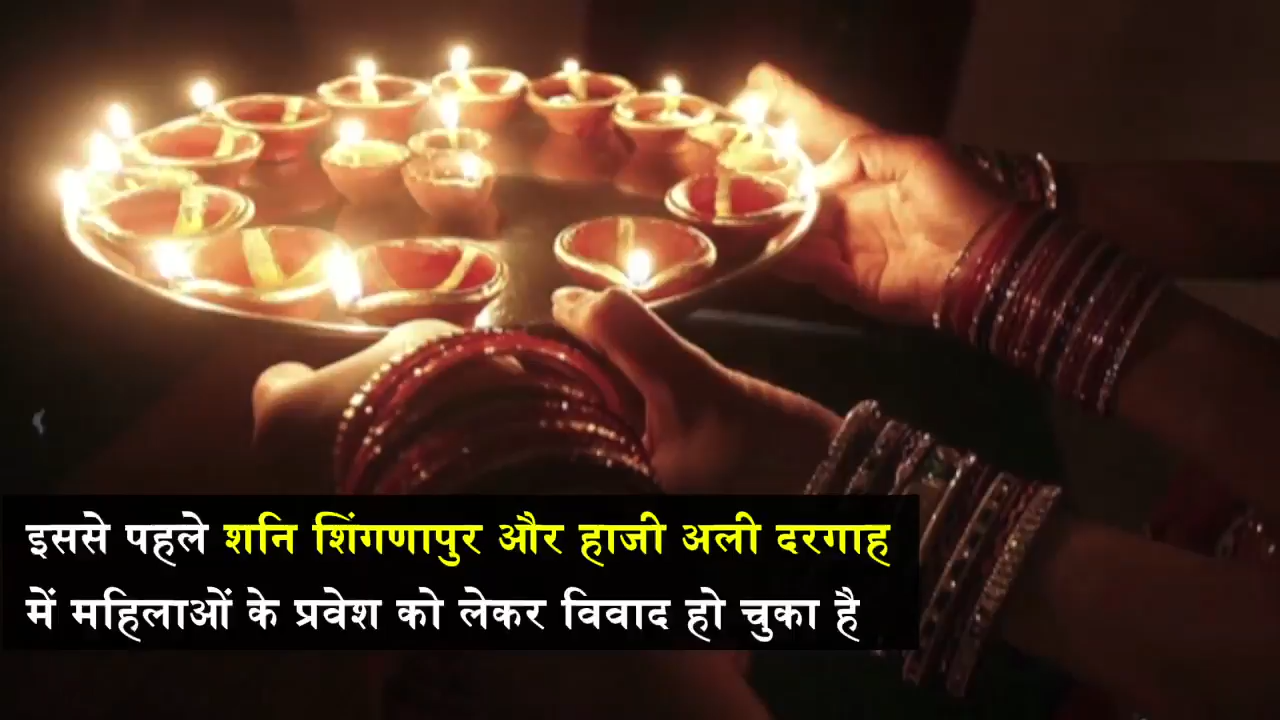 इससे पहले शनि शिंगणापुर और हाजी अली दरगाह
में महिलाओं के प्रवेश को लेकर विवाद हो चुका है